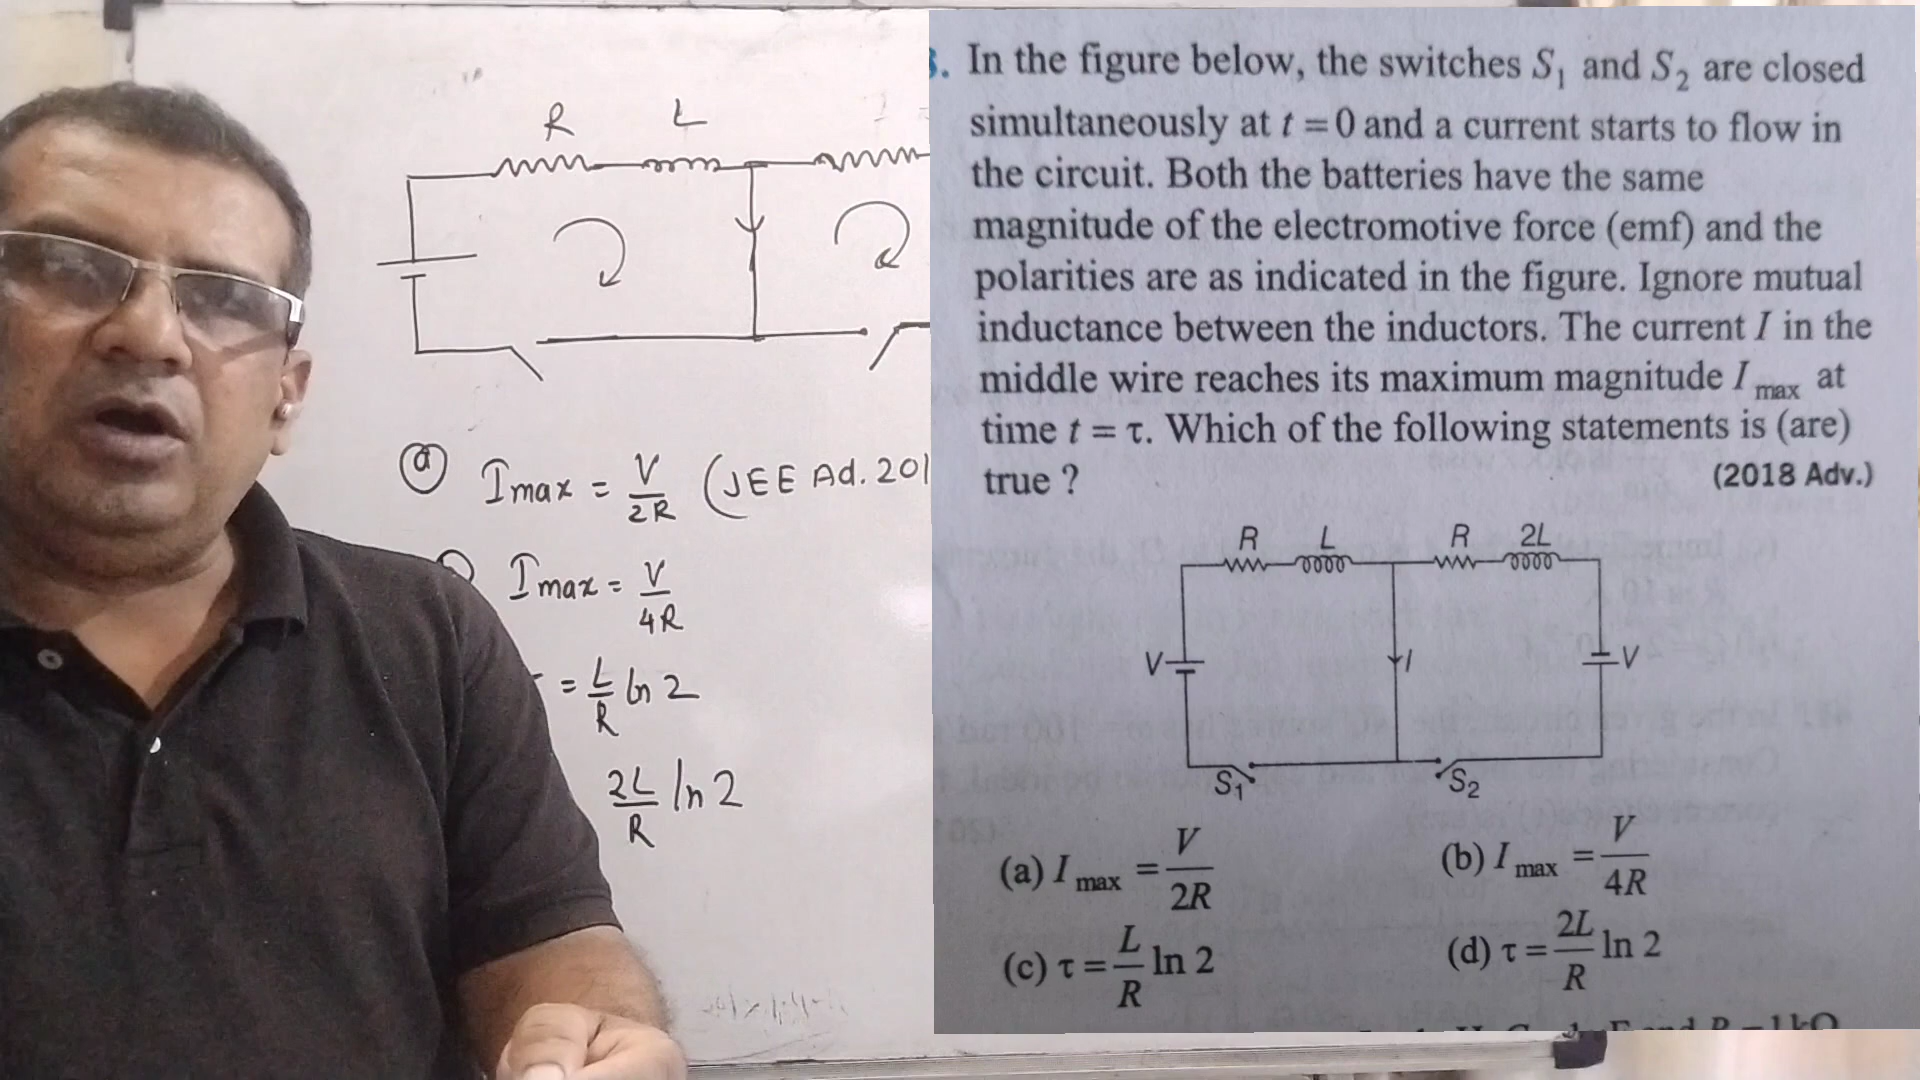 R L
(a) Imax = V/2R (JEE Ad. 201
Imax = V/4R
= L/R ln 2
2L/R ln 2
3. In the figure below, the switches S₁ and S₂ are closed
simultaneously at t = 0 and a current starts to flow in
the circuit. Both the batteries have the same
magnitude of the electromotive force (emf) and the
polarities are as indicated in the figure. Ignore mutual
inductance between the inductors. The current I in the
middle wire reaches its maximum magnitude I max at
time t = τ. Which of the following statements is (are)
true ? (2018 Adv.)
R L R 2L
V I V
S₁ S₂
(a) I max = V/2R (b) I max = V/4R
(c) τ = L/R ln 2 (d) τ = 2L/R ln 2